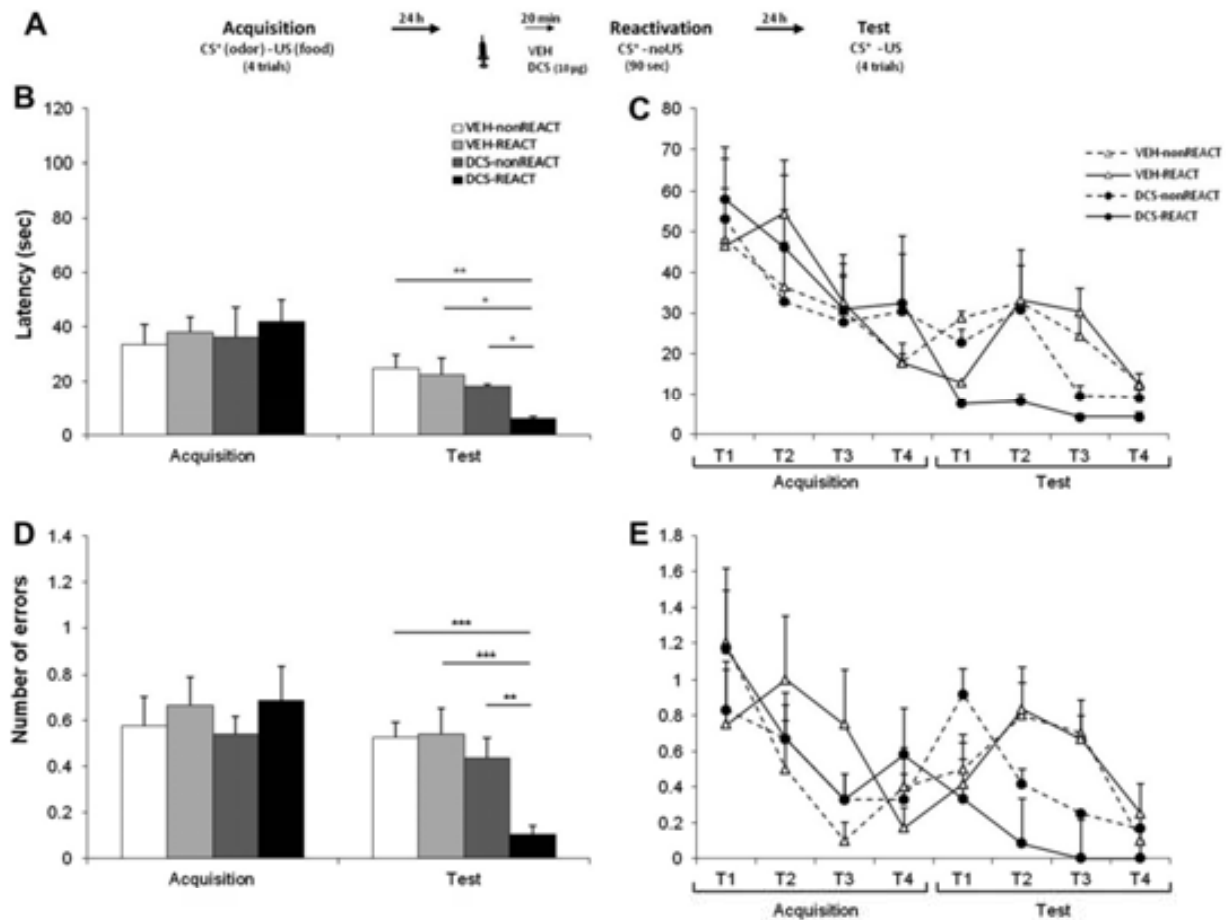 A
Acquisition 24 h 20 min Reactivation 24 h Test
CS⁺ (odor) - US (food) VEH CS⁺ -noUS CS⁺ -US
(4 trials) DCS (10 µg) (90 sec) (4 trials)
B
120
100
80
60
40
20
0
Latency (sec)
VEH-nonREACT
VEH-REACT
DCS-nonREACT
DCS-REACT
**
*
*
Acquisition Test
C
80
70
60
50
40
30
20
10
0
VEH-nonREACT
VEH-REACT
DCS-nonREACT
DCS-REACT
T1 T2 T3 T4 T1 T2 T3 T4
Acquisition Test
D
1.4
1.2
1
0.8
0.6
0.4
0.2
0
Number of errors
***
***
**
Acquisition Test
E
1.8
1.6
1.4
1.2
1
0.8
0.6
0.4
0.2
0
T1 T2 T3 T4 T1 T2 T3 T4
Acquisition Test